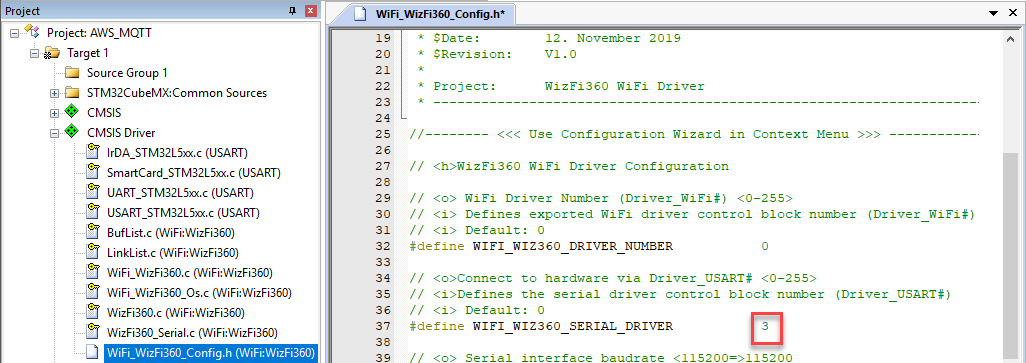 Project
Project: AWS_MQTT
Target 1
Source Group 1
STM32CubeMX:Common Sources
CMSIS
CMSIS Driver
IrDA_STM32L5xx.c (USART)
SmartCard_STM32L5xx.c (USART)
UART_STM32L5xx.c (USART)
USART_STM32L5xx.c (USART)
BufList.c (WiFi:WizFi360)
LinkList.c (WiFi:WizFi360)
WiFi_WizFi360.c (WiFi:WizFi360)
WiFi_WizFi360_Os.c (WiFi:WizFi360)
WizFi360.c (WiFi:WizFi360)
WizFi360_Serial.c (WiFi:WizFi360)
WiFi_WizFi360_Config.h (WiFi:WizFi360)
WiFi_WizFi360_Config.h*
19 * $Date: 12. November 2019
20 * $Revision: V1.0
21 *
22 * Project: WizFi360 WiFi Driver
23 * --------------------------------------------------------------------
24
25 //-------- <<< Use Configuration Wizard in Context Menu >>> ------------
26
27 // <h>WizFi360 WiFi Driver Configuration
28
29 // <o> WiFi Driver Number (Driver_WiFi#) <0-255>
30 // <i> Defines exported WiFi driver control block number (Driver_WiFi#)
31 // <i> Default: 0
32 #define WIFI_WIZ360_DRIVER_NUMBER 0
33
34 // <o>Connect to hardware via Driver_USART# <0-255>
35 // <i>Defines the serial driver control block number (Driver_USART#)
36 // <i> Default: 0
37 #define WIFI_WIZ360_SERIAL_DRIVER 3
38
39 // <o> Serial interface baudrate <115200=>115200